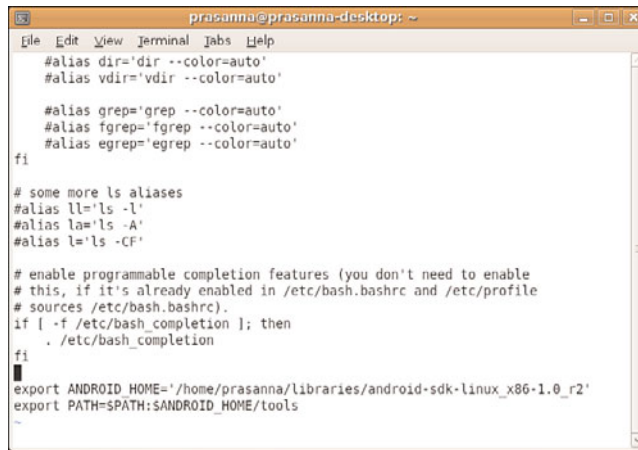 prasanna@prasanna-desktop: ~
File Edit View Terminal Tabs Help
#alias dir='dir --color=auto'
#alias vdir='vdir --color=auto'
#alias grep='grep --color=auto'
#alias fgrep='fgrep --color=auto'
#alias egrep='egrep --color=auto'
fi
# some more ls aliases
#alias ll='ls -l'
#alias la='ls -A'
#alias l='ls -CF'
# enable programmable completion features (you don't need to enable
# this, if it's already enabled in /etc/bash.bashrc and /etc/profile
# sources /etc/bash.bashrc).
if [ -f /etc/bash_completion ]; then
. /etc/bash_completion
fi
export ANDROID_HOME='/home/prasanna/libraries/android-sdk-linux_x86-1.0_r2'
export PATH=$PATH:$ANDROID_HOME/tools
~